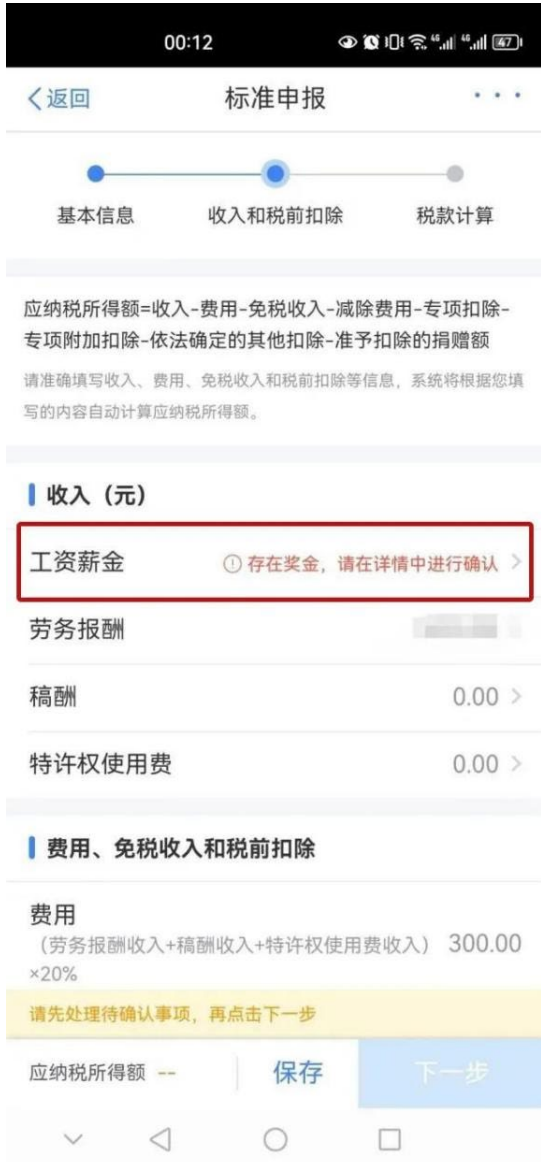 00:12
47
返回
标准申报
基本信息
收入和税前扣除
税款计算
应纳税所得额=收入-费用-免税收入-减除费用-专项扣除-
专项附加扣除-依法确定的其他扣除-准予扣除的捐赠额
请准确填写收入、费用、免税收入和税前扣除等信息，系统将根据您填
写的内容自动计算应纳税所得额。
收入（元）
工资薪金 存在奖金，请在详情中进行确认
劳务报酬
稿酬 0.00
特许权使用费 0.00
费用、免税收入和税前扣除
费用
（劳务报酬收入+稿酬收入+特许权使用费收入） 300.00
×20%
请先处理待确认事项，再点击下一步
应纳税所得额 -- 保存 下一步